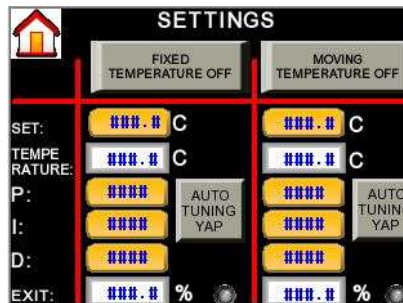 SETTINGS
FIXED
TEMPERATURE OFF
MOVING
TEMPERATURE OFF
SET: ###.# C ###.# C
TEMPE
RATURE: ###.# C ###.# C
P: #### ####
AUTO
TUNING
YAP
AUTO
TUNING
YAP
I: #### ####
D: #### ####
EXIT: ###.# % ###.# %